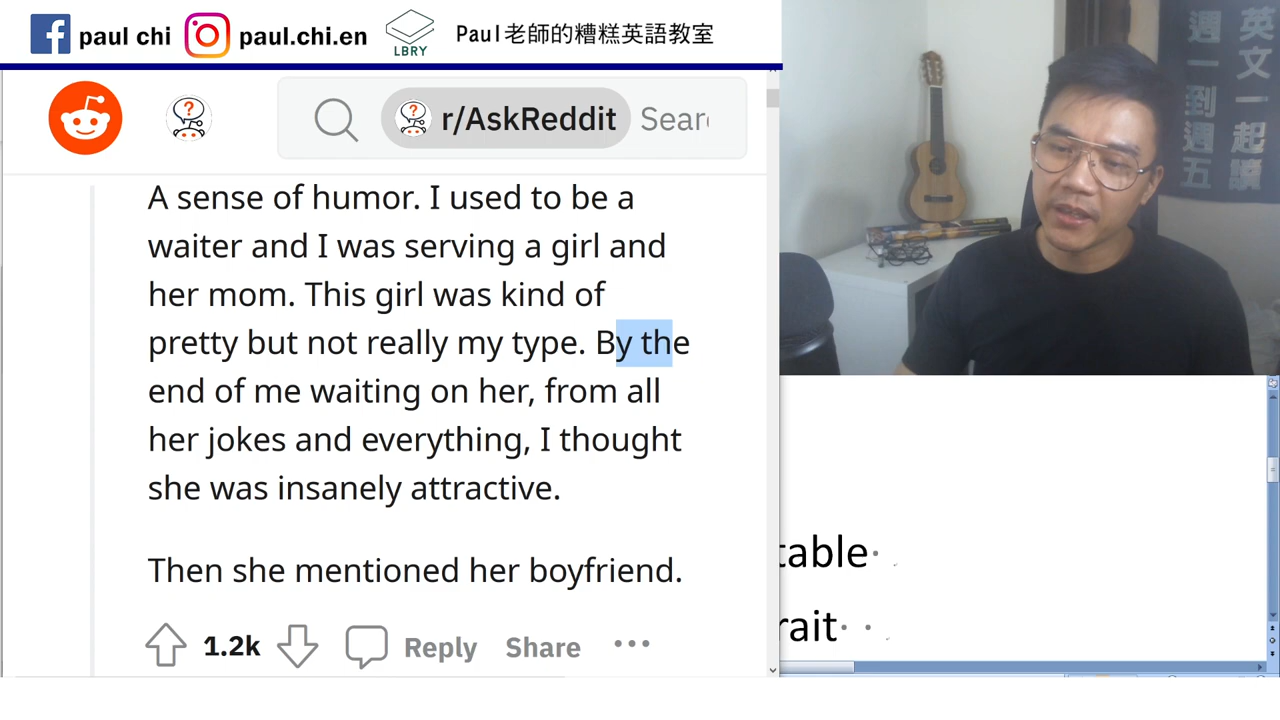 paul chi paul.chi.en LBRY Paul老師的糟糕英語教室
r/AskReddit
A sense of humor. I used to be a
waiter and I was serving a girl and
her mom. This girl was kind of
pretty but not really my type. By the
end of me waiting on her, from all
her jokes and everything, I thought
she was insanely attractive.
Then she mentioned her boyfriend.
1.2k Reply Share
英文一起讀
週一到週五
table
rait